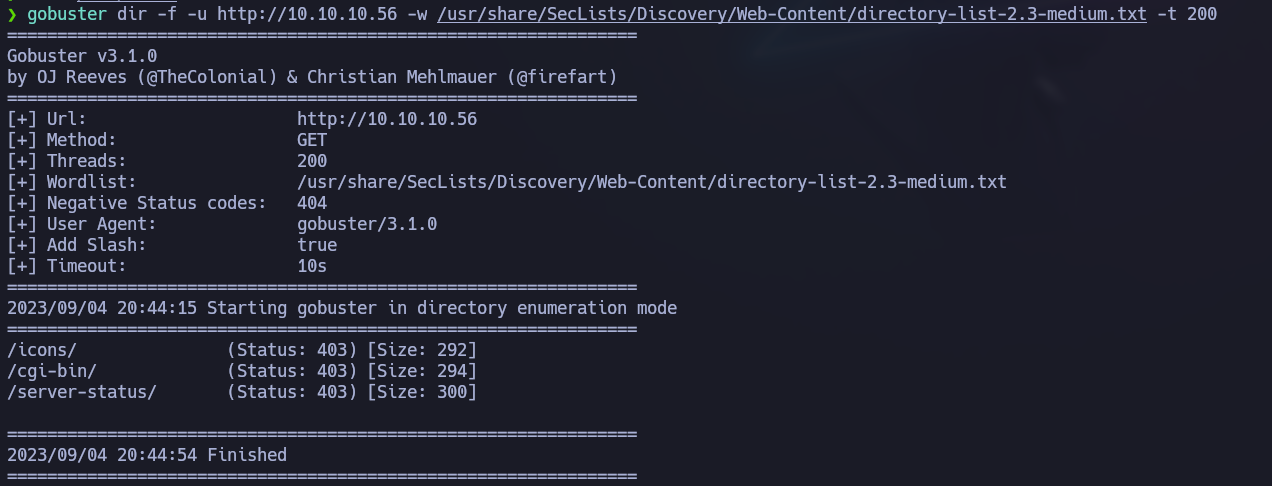 ❯ gobuster dir -f -u http://10.10.10.56 -w /usr/share/SecLists/Discovery/Web-Content/directory-list-2.3-medium.txt -t 200
===============================================================
Gobuster v3.1.0
by OJ Reeves (@TheColonial) & Christian Mehlmauer (@firefart)
===============================================================
[+] Url:                     http://10.10.10.56
[+] Method:                  GET
[+] Threads:                 200
[+] Wordlist:                /usr/share/SecLists/Discovery/Web-Content/directory-list-2.3-medium.txt
[+] Negative Status codes:   404
[+] User Agent:              gobuster/3.1.0
[+] Add Slash:               true
[+] Timeout:                 10s
===============================================================
2023/09/04 20:44:15 Starting gobuster in directory enumeration mode
===============================================================
/icons/               (Status: 403) [Size: 292]
/cgi-bin/             (Status: 403) [Size: 294]
/server-status/       (Status: 403) [Size: 300]
===============================================================
2023/09/04 20:44:54 Finished
===============================================================